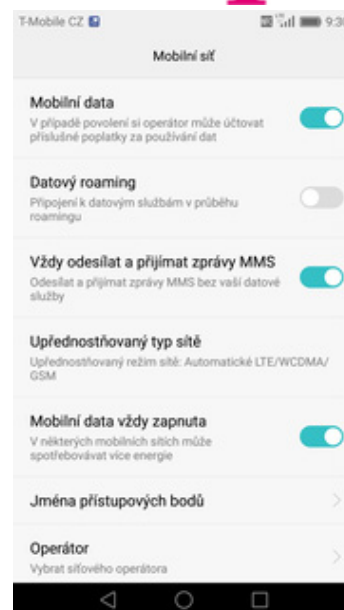 T-Mobile CZ
9:30
Mobilní síť
Mobilní data
V případě povolení si operátor může účtovat
příslušné poplatky za používání dat
Datový roaming
Připojení k datovým službám v průběhu
roamingu
Vždy odesílat a přijímat zprávy MMS
Odesílat a přijímat zprávy MMS bez vaší datové
služby
Upřednostňovaný typ sítě
Upřednostňovaný režim sítě: Automatické LTE/WCDMA/
GSM
Mobilní data vždy zapnuta
V některých mobilních sítích může
spotřebovávat více energie
Jména přístupových bodů
Operátor
Vybrat síťového operátora